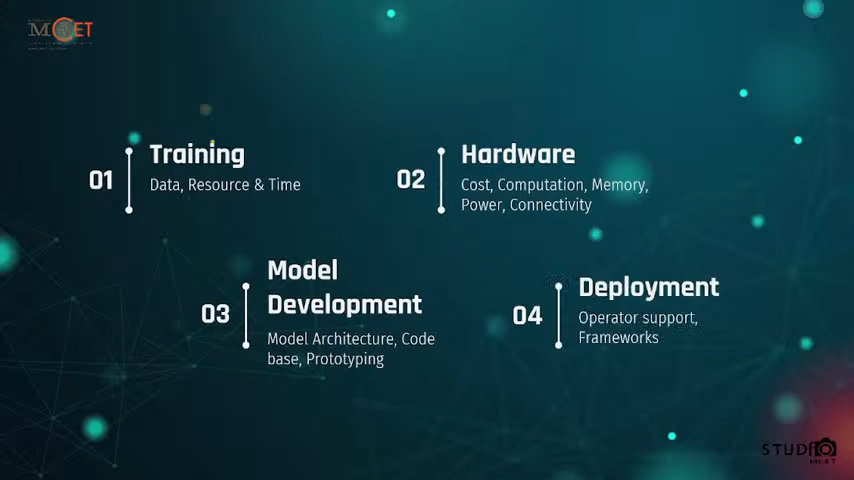 MCET
01
Training
Data, Resource & Time
02
Hardware
Cost, Computation, Memory,
Power, Connectivity
03
Model
Development
Model Architecture, Code
base, Prototyping
04
Deployment
Operator support,
Frameworks
STUDIO
MCET